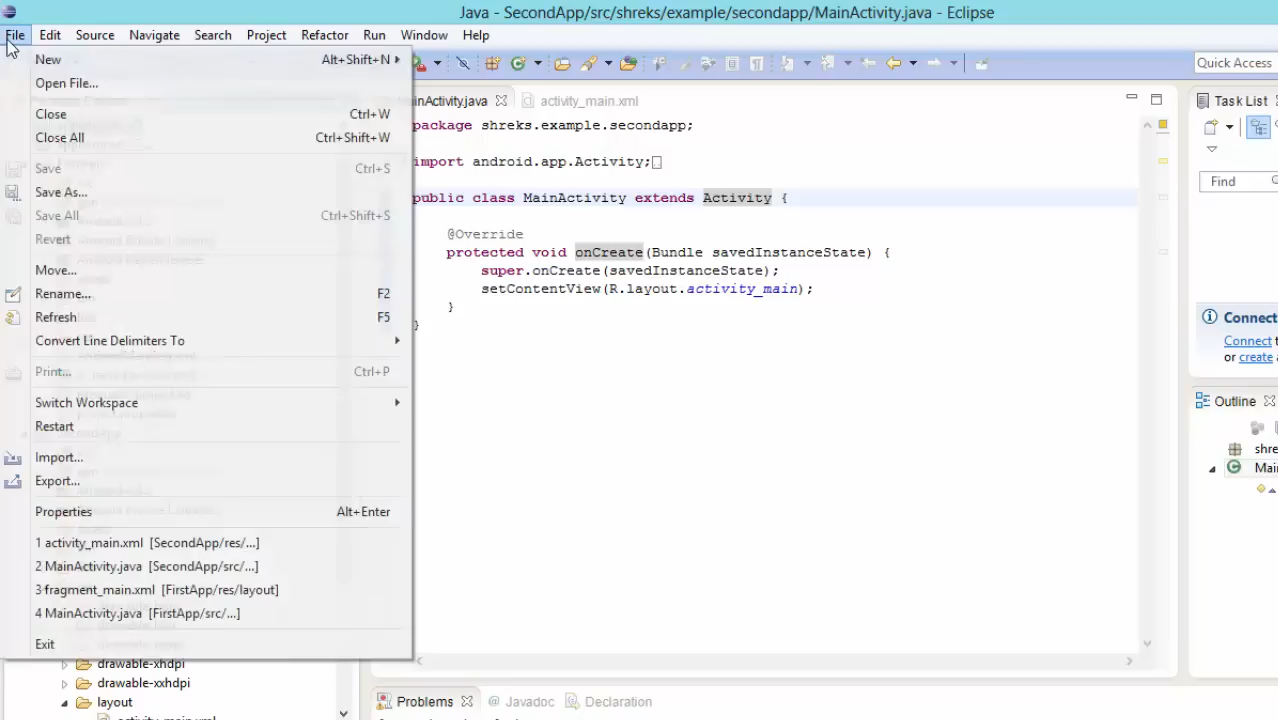 Java - SecondApp/src/shreks/example/secondapp/MainActivity.java - Eclipse
File Edit Source Navigate Search Project Refactor Run Window Help
New Alt+Shift+N
Open File...
Close Ctrl+W
Close All Ctrl+Shift+W
Save Ctrl+S
Save As...
Save All Ctrl+Shift+S
Revert
Move...
Rename... F2
Refresh F5
Convert Line Delimiters To
Print... Ctrl+P
Switch Workspace
Restart
Import...
Export...
Properties Alt+Enter
1 activity_main.xml [SecondApp/res/...]
2 MainActivity.java [SecondApp/src/...]
3 fragment_main.xml [FirstApp/res/layout]
4 MainActivity.java [FirstApp/src/...]
Exit
drawable-xhdpi
drawable-xxhdpi
layout
activity_main.xml
Quick Access
inActivity.java activity_main.xml
package shreks.example.secondapp;
import android.app.Activity;
public class MainActivity extends Activity {
@Override
protected void onCreate(Bundle savedInstanceState) {
super.onCreate(savedInstanceState);
setContentView(R.layout.activity_main);
}
}
Task List
Find
Connect
Connect t
or create a
Outline
shre
Mai
Problems @ Javadoc Declaration